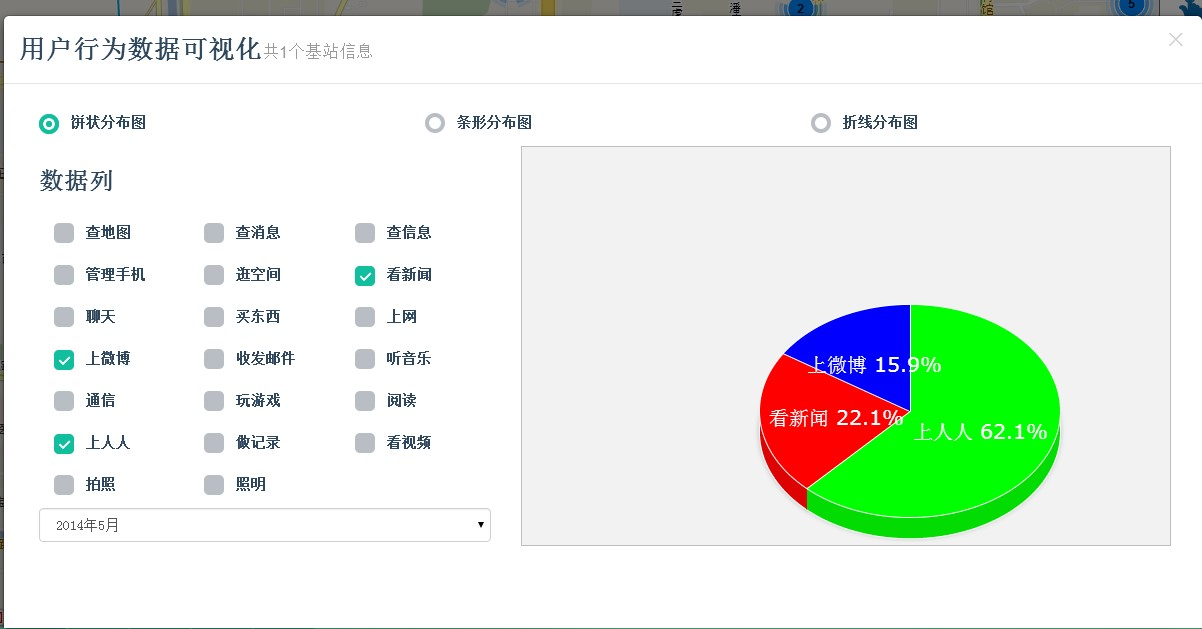 二 潘 2 馆 5
用户行为数据可视化共1个基站信息
饼状分布图 条形分布图 折线分布图
数据列
查地图 查消息 查信息
管理手机 逛空间 看新闻
聊天 买东西 上网
上微博 收发邮件 听音乐
通信 玩游戏 阅读
上人人 做记录 看视频
拍照 照明
2014年5月
上微博 15.9%
看新闻 22.1%
上人人 62.1%